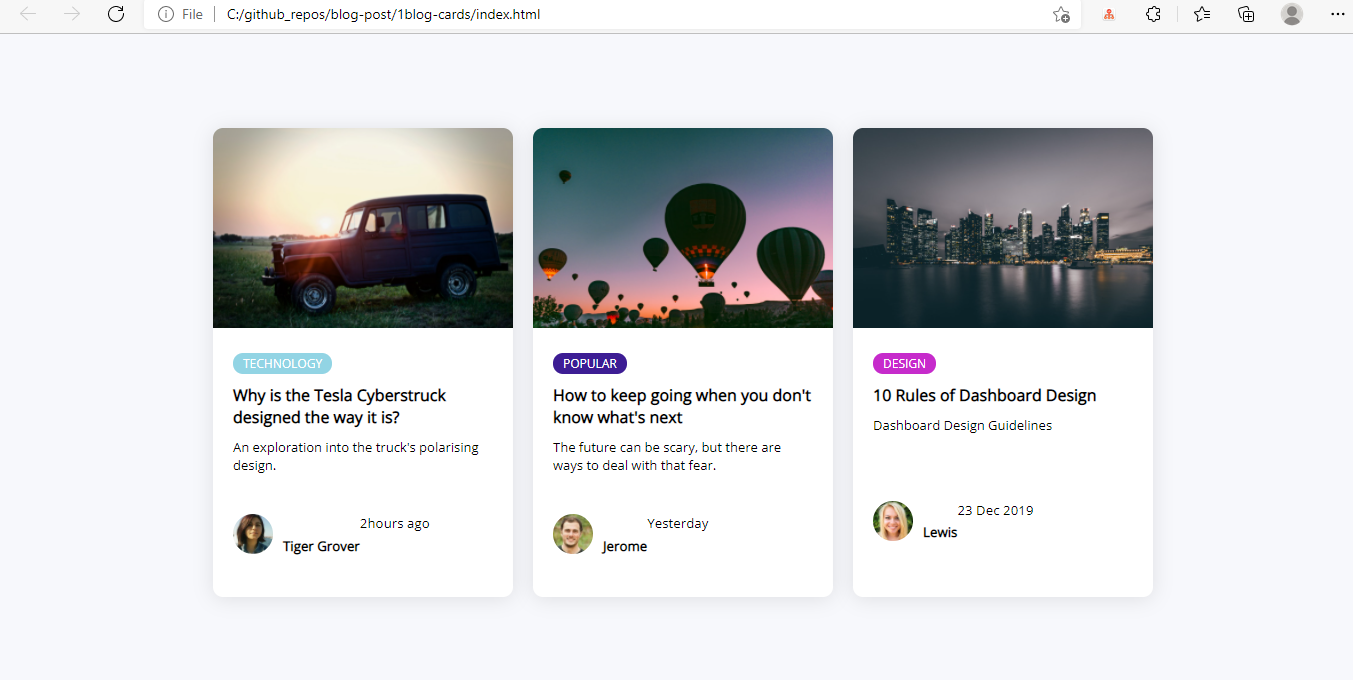 File
C:/github_repos/blog-post/1blog-cards/index.html
TECHNOLOGY
Why is the Tesla Cyberstruck
designed the way it is?
An exploration into the truck's polarising
design.
2hours ago
Tiger Grover
POPULAR
How to keep going when you don't
know what's next
The future can be scary, but there are
ways to deal with that fear.
Yesterday
Jerome
DESIGN
10 Rules of Dashboard Design
Dashboard Design Guidelines
23 Dec 2019
Lewis